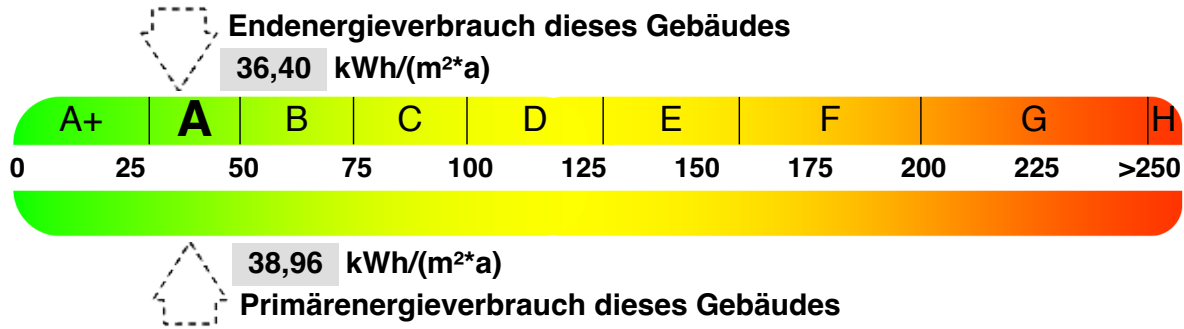 Endenergieverbrauch dieses Gebäudes
36,40 kWh/(m²*a)
A+ A B C D E F G H
0 25 50 75 100 125 150 175 200 225 >250
38,96 kWh/(m²*a)
Primärenergieverbrauch dieses Gebäudes